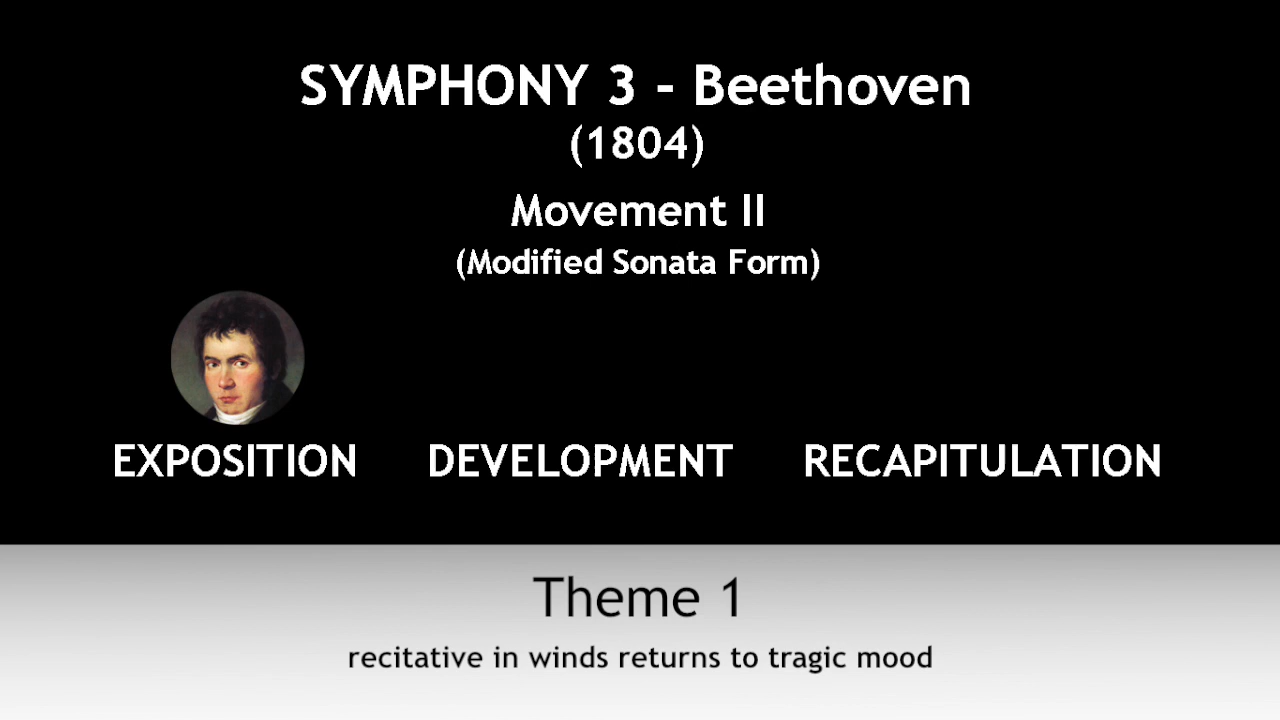 SYMPHONY 3 - Beethoven
(1804)
Movement II
(Modified Sonata Form)
EXPOSITION DEVELOPMENT RECAPITULATION
Theme 1
recitative in winds returns to tragic mood